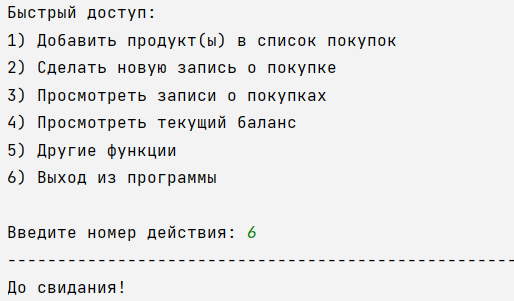 Быстрый доступ:
1) Добавить продукт(ы) в список покупок
2) Сделать новую запись о покупке
3) Просмотреть записи о покупках
4) Просмотреть текущий баланс
5) Другие функции
6) Выход из программы
Введите номер действия: 6
---------------------------------------------------
До свидания!